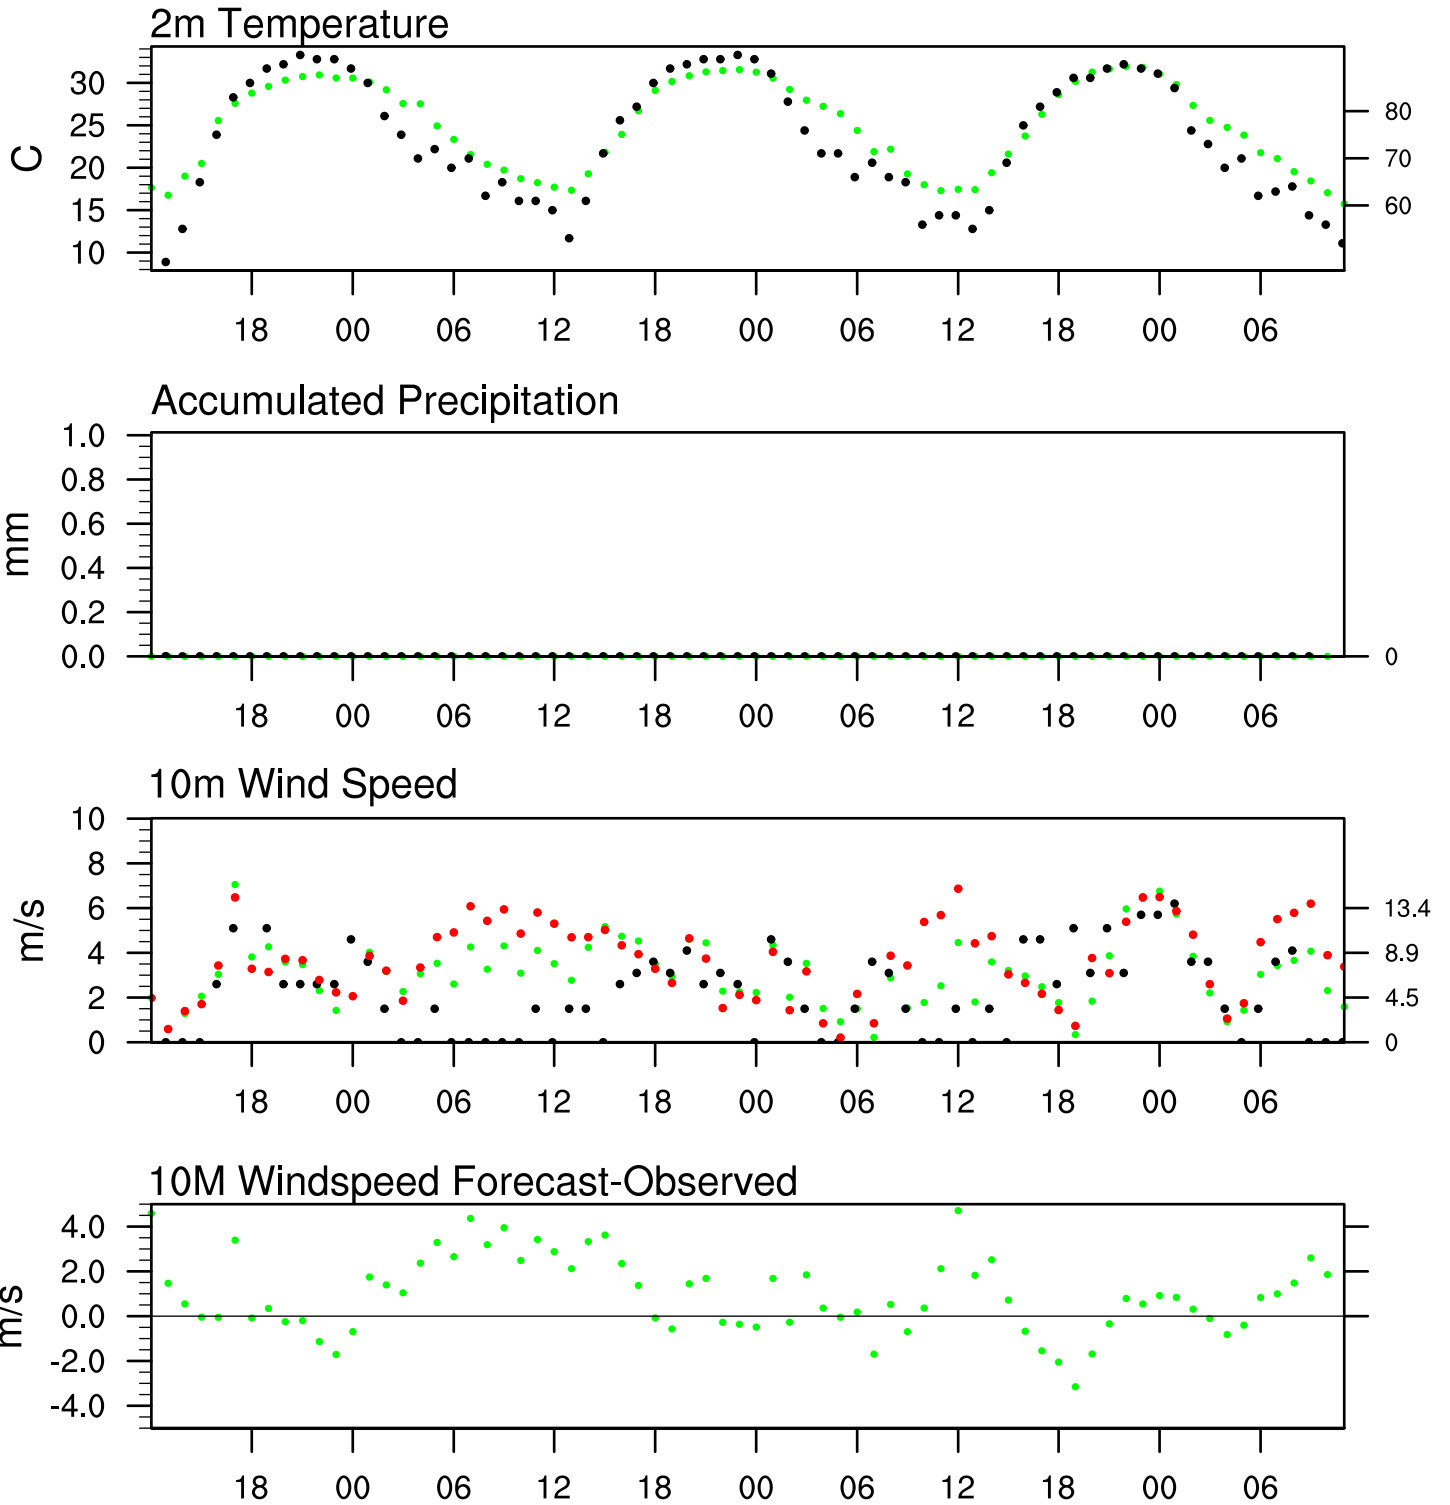 2m Temperature
30
25
20
15
10
C
80
70
60
18 00 06 12 18 00 06 12 18 00 06
Accumulated Precipitation
1.0
0.8
0.6
0.4
0.2
0.0
mm
0
18 00 06 12 18 00 06 12 18 00 06
10m Wind Speed
10
8
6
4
2
0
m/s
13.4
8.9
4.5
0
18 00 06 12 18 00 06 12 18 00 06
10M Windspeed Forecast-Observed
4.0
2.0
0.0
-2.0
-4.0
m/s
18 00 06 12 18 00 06 12 18 00 06